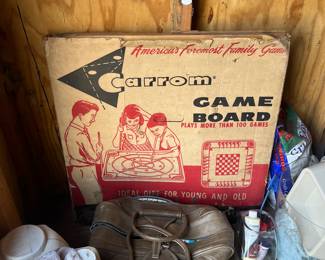 America's Foremost Family Game
Carrom
GAME
BOARD
PLAYS MORE THAN 100 GAMES
IDEAL GIFT FOR YOUNG AND OLD